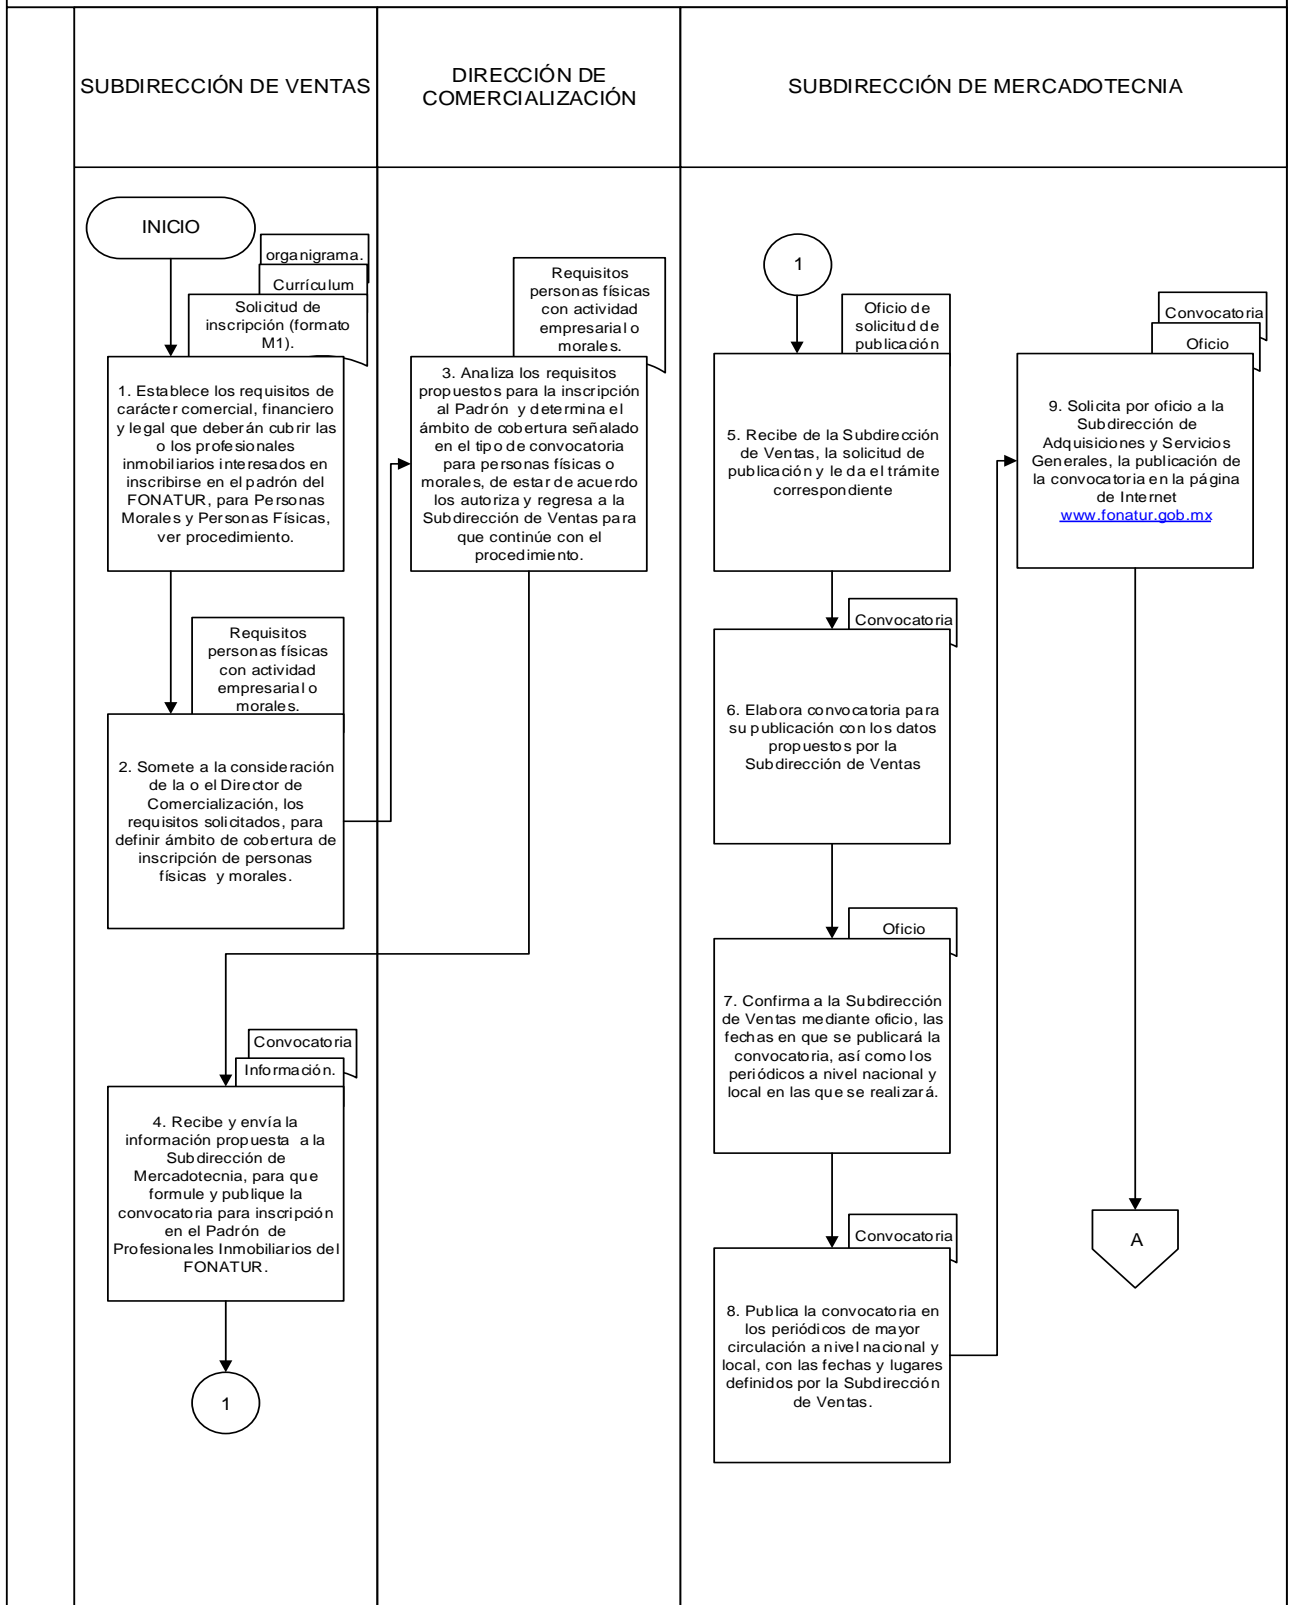 SUBDIRECCIÓN DE VENTAS
DIRECCIÓN DE
COMERCIALIZACIÓN
SUBDIRECCIÓN DE MERCADOTECNIA
INICIO
organigrama.
Currículum
Solicitud de
inscripción (formato
M1).
1. Establece los requisitos de
carácter comercial, financiero
y legal que deberán cubrir las
o los profesionales
inmobiliarios interesados en
inscribirse en el padrón del
FONATUR, para Personas
Morales y Personas Físicas,
ver procedimiento.
Requisitos
personas físicas
con actividad
empresarial o
morales.
2. Somete a la consideración
de la o el Director de
Comercialización, los
requisitos solicitados, para
definir ámbito de cobertura de
inscripción de personas
físicas y morales.
Requisitos
personas físicas
con actividad
empresarial o
morales.
3. Analiza los requisitos
propuestos para la inscripción
al Padrón y determina el
ámbito de cobertura señalado
en el tipo de convocatoria
para personas físicas o
morales, de estar de acuerdo
los autoriza y regresa a la
Subdirección de Ventas para
que continúe con el
procedimiento.
Convocatoria
Información.
4. Recibe y envía la
información propuesta a la
Subdirección de
Mercadotecnia, para que
formule y publique la
convocatoria para inscripción
en el Padrón de
Profesionales Inmobiliarios del
FONATUR.
1
1
Oficio de
solicitud de
publicación
5. Recibe de la Subdirección
de Ventas, la solicitud de
publicación y le da el trámite
correspondiente
Convocatoria
6. Elabora convocatoria para
su publicación con los datos
propuestos por la
Subdirección de Ventas
Oficio
7. Confirma a la Subdirección
de Ventas mediante oficio, las
fechas en que se publicará la
convocatoria, así como los
periódicos a nivel nacional y
local en las que se realizará.
Convocatoria
8. Publica la convocatoria en
los periódicos de mayor
circulación a nivel nacional y
local, con las fechas y lugares
definidos por la Subdirección
de Ventas.
Convocatoria
Oficio
9. Solicita por oficio a la
Subdirección de
Adquisiciones y Servicios
Generales, la publicación de
la convocatoria en la página
de Internet
www.fonatur.gob.mx
A